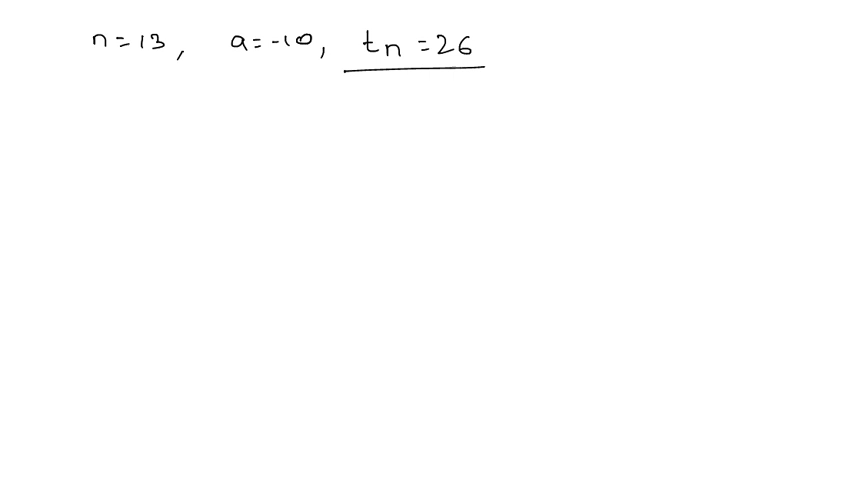 n = 13, a = -10, tn = 26